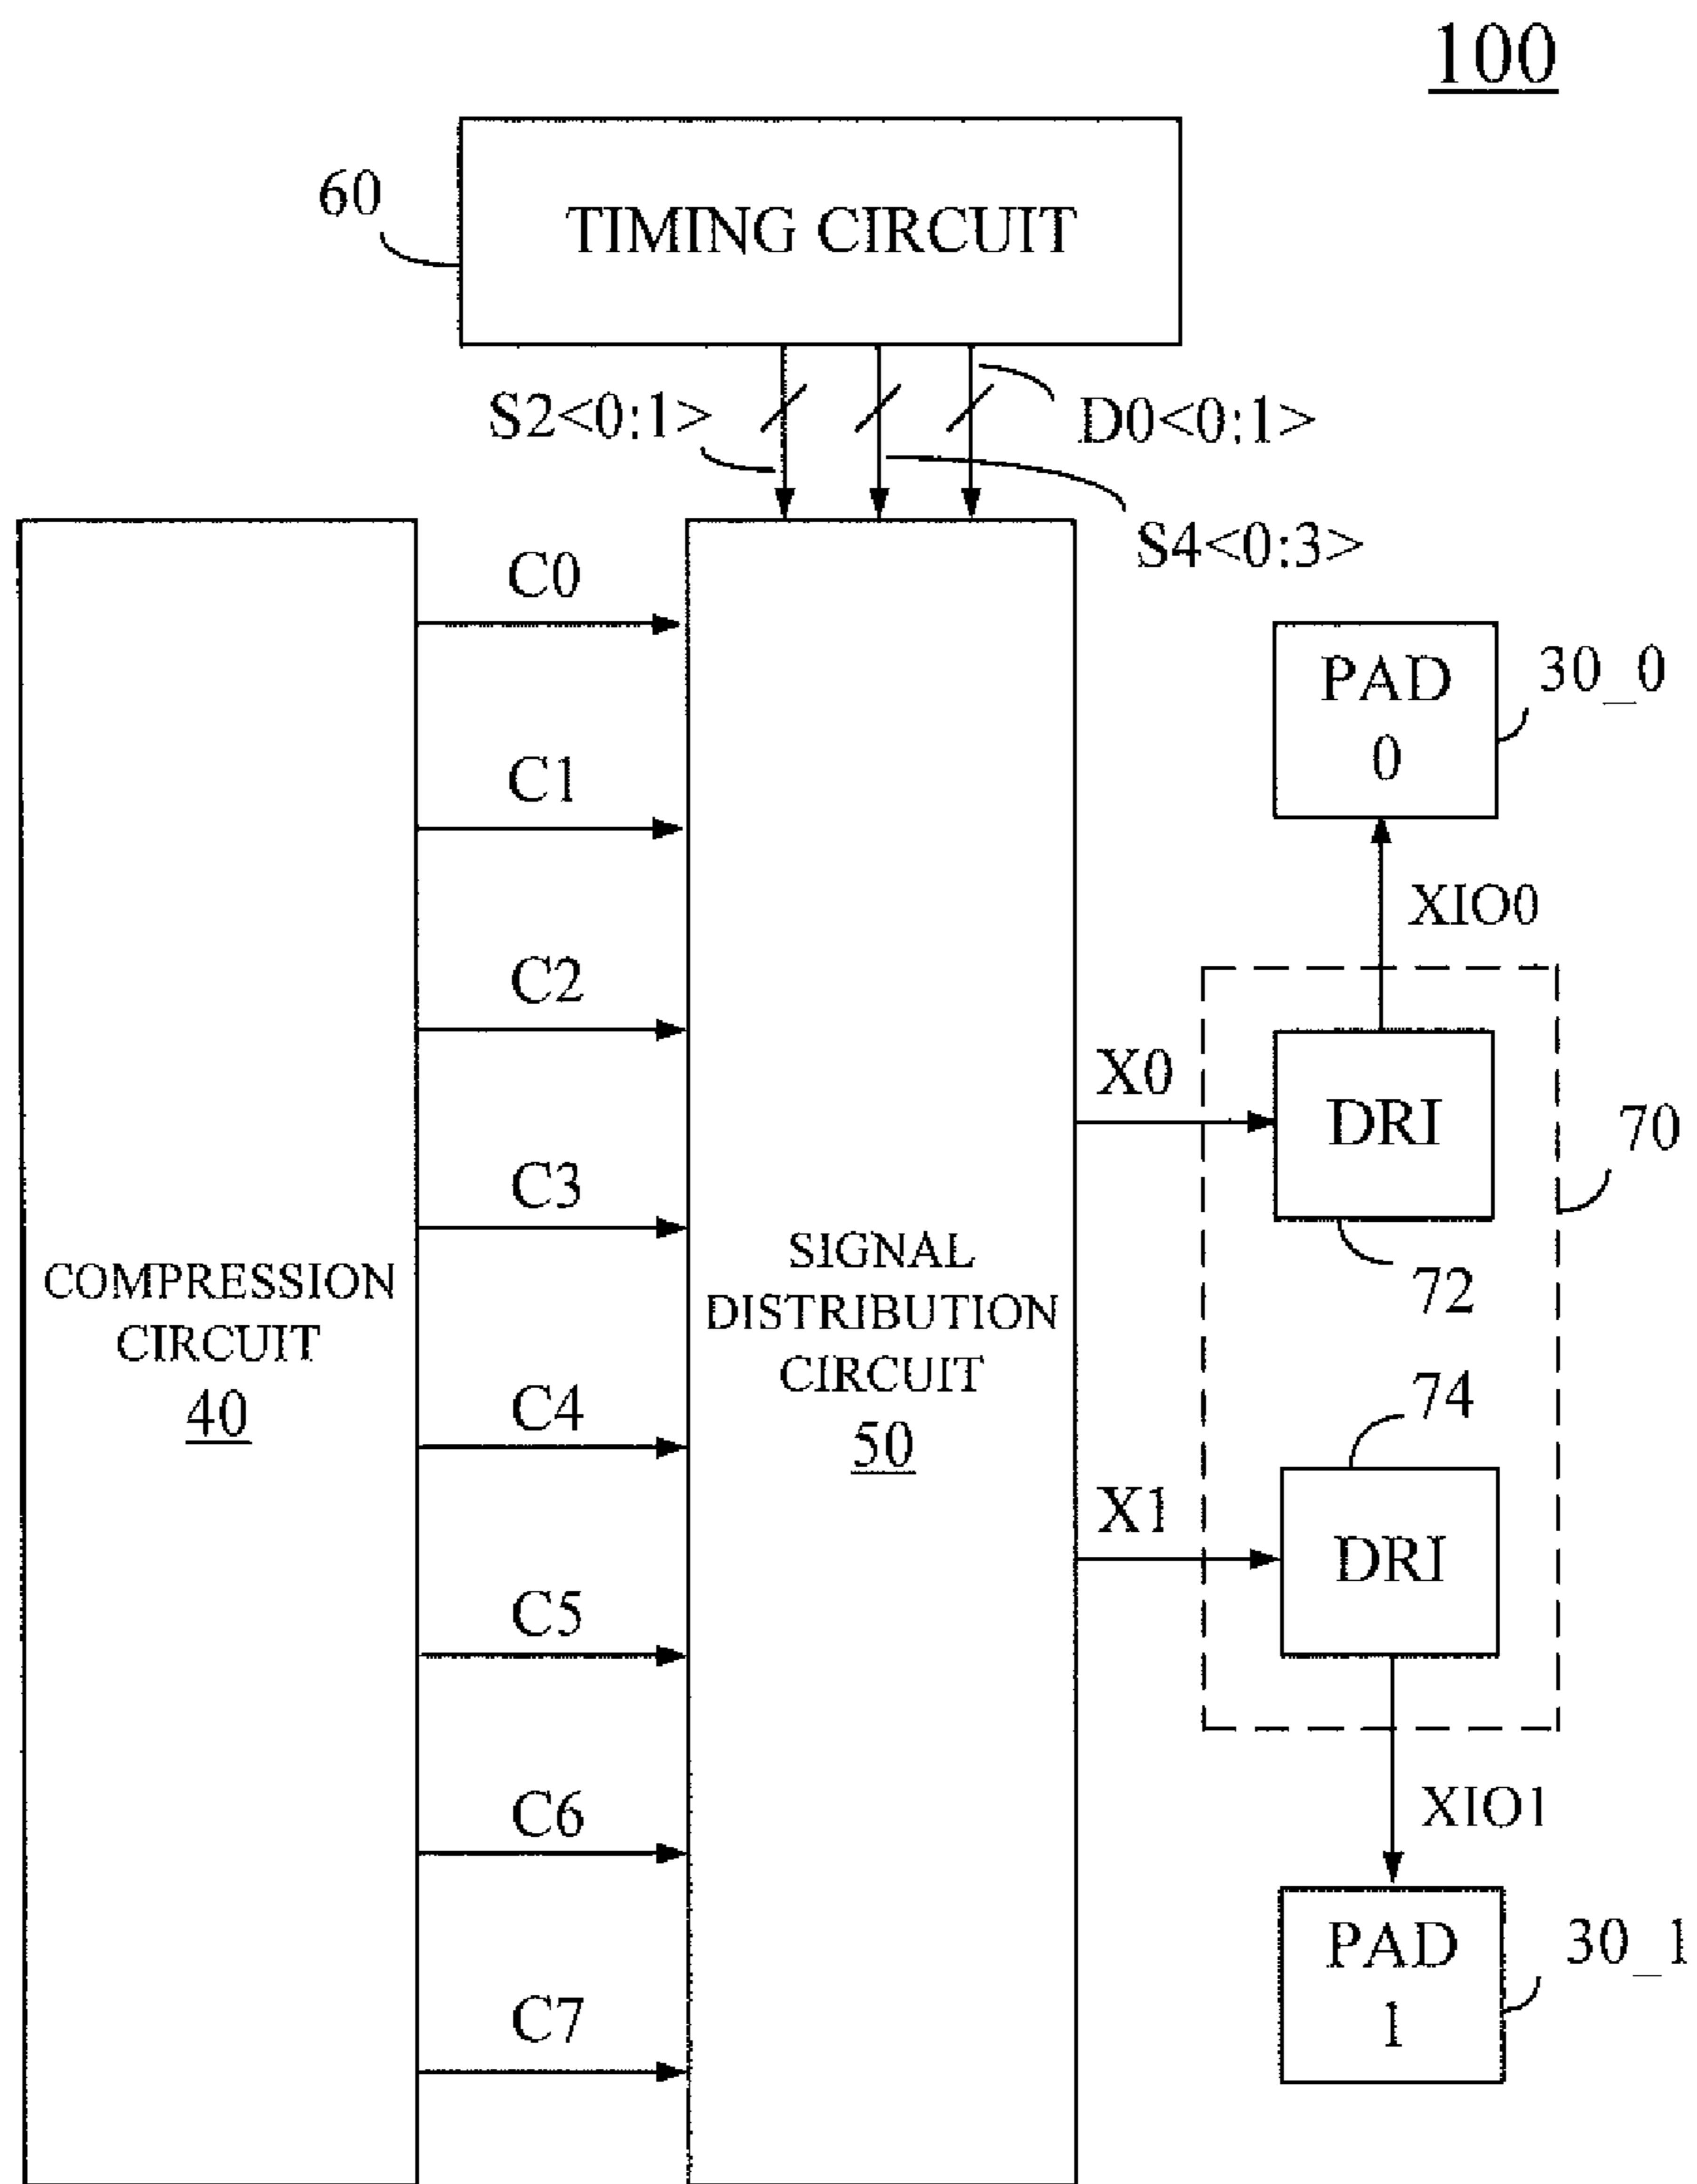 100
60
TIMING CIRCUIT
S2<0:1>
D0<0:1>
S4<0:3>
C0
C1
C2
C3
C4
C5
C6
C7
COMPRESSION
CIRCUIT
40
SIGNAL
DISTRIBUTION
CIRCUIT
50
PAD
0
30_0
XIO0
X0
DRI
70
72
74
X1
DRI
XIO1
PAD
1
30_1